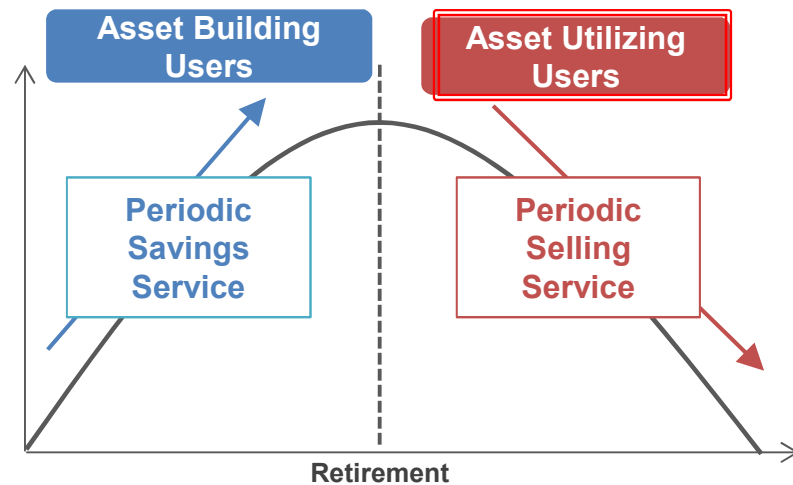 Asset Building
Users
Asset Utilizing
Users
Periodic
Savings
Service
Periodic
Selling
Service
Retirement